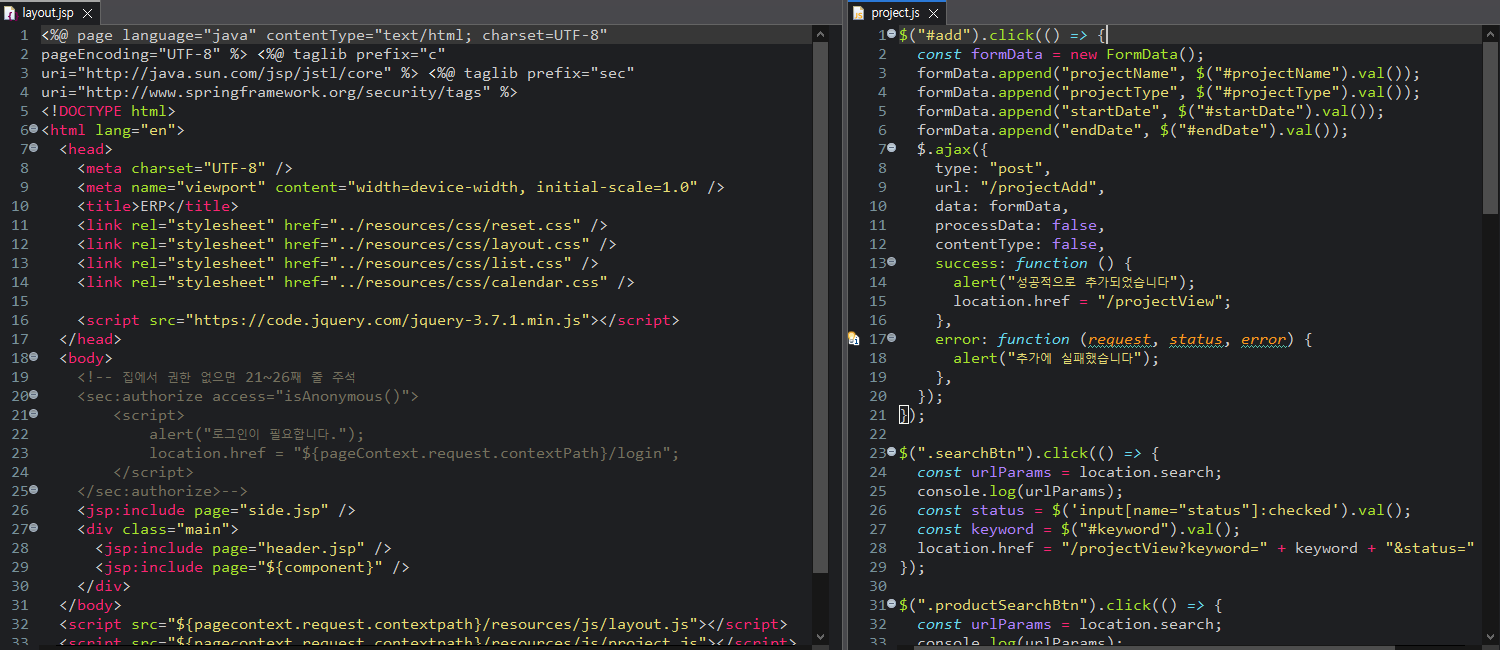 layout.jsp
1 <%@ page language="java" contentType="text/html; charset=UTF-8"
2 pageEncoding="UTF-8" %> <%@ taglib prefix="c"
3 uri="http://java.sun.com/jsp/jstl/core" %> <%@ taglib prefix="sec"
4 uri="http://www.springframework.org/security/tags" %>
5 <!DOCTYPE html>
6 <html lang="en">
7 <head>
8 <meta charset="UTF-8" />
9 <meta name="viewport" content="width=device-width, initial-scale=1.0" />
10 <title>ERP</title>
11 <link rel="stylesheet" href="../resources/css/reset.css" />
12 <link rel="stylesheet" href="../resources/css/layout.css" />
13 <link rel="stylesheet" href="../resources/css/list.css" />
14 <link rel="stylesheet" href="../resources/css/calendar.css" />
15
16 <script src="https://code.jquery.com/jquery-3.7.1.min.js"></script>
17 </head>
18 <body>
19 <!-- 집에서 권한 없으면 21~26째 줄 주석
20 <sec:authorize access="isAnonymous()">
21 <script>
22 alert("로그인이 필요합니다.");
23 location.href = "${pageContext.request.contextPath}/login";
24 </script>
25 </sec:authorize>-->
26 <jsp:include page="side.jsp" />
27 <div class="main">
28 <jsp:include page="header.jsp" />
29 <jsp:include page="${component}" />
30 </div>
31 </body>
32 <script src="${pagecontext.request.contextpath}/resources/js/layout.js"></script>
33 <script src="${pagecontext.request.contextpath}/resources/js/project.js"></script>
project.js
1 $("#add").click(() => {
2 const formData = new FormData();
3 formData.append("projectName", $("#projectName").val());
4 formData.append("projectType", $("#projectType").val());
5 formData.append("startDate", $("#startDate").val());
6 formData.append("endDate", $("#endDate").val());
7 $.ajax({
8 type: "post",
9 url: "/projectAdd",
10 data: formData,
11 processData: false,
12 contentType: false,
13 success: function () {
14 alert("성공적으로 추가되었습니다");
15 location.href = "/projectView";
16 },
17 error: function (request, status, error) {
18 alert("추가에 실패했습니다");
19 },
20 });
21 });
22
23 $(".searchBtn").click(() => {
24 const urlParams = location.search;
25 console.log(urlParams);
26 const status = $('input[name="status"]:checked').val();
27 const keyword = $("#keyword").val();
28 location.href = "/projectView?keyword=" + keyword + "&status="
29 });
30
31 $(".productSearchBtn").click(() => {
32 const urlParams = location.search;
33 console.log(urlParams);